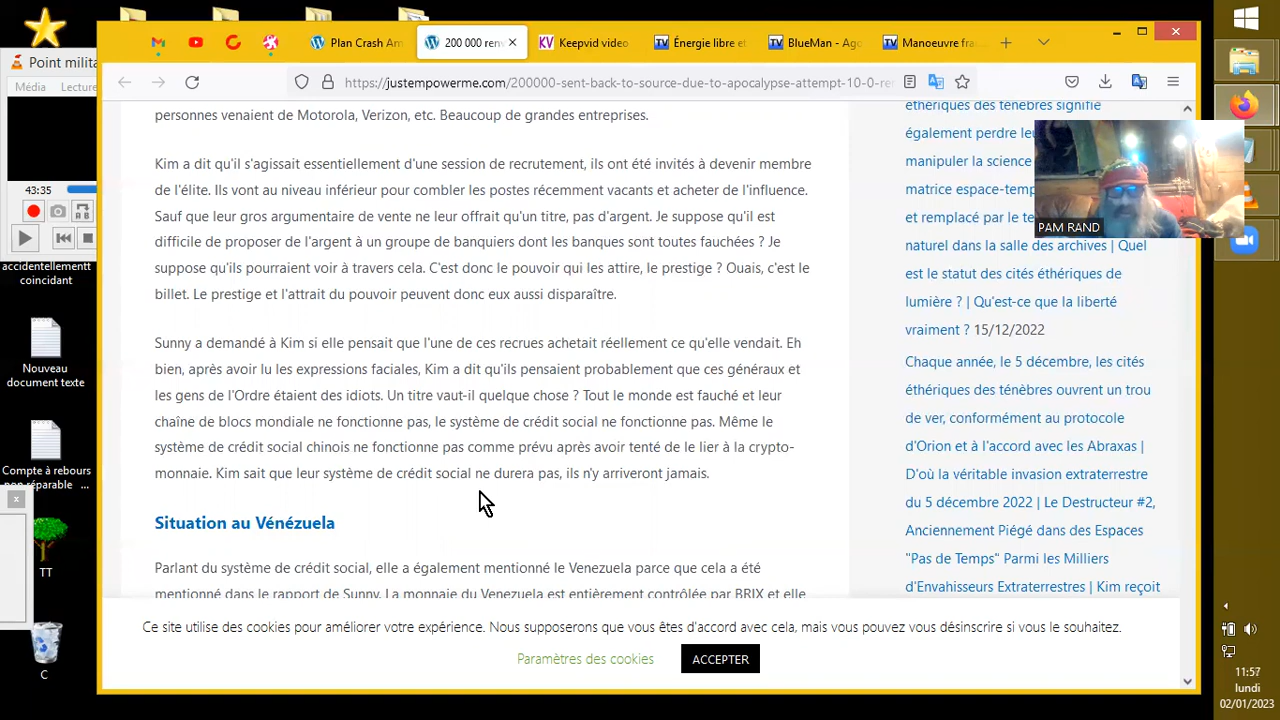 Point milita
Média Lecture
43:35
accidentellementt
coincidant
Nouveau
document texte
Compte à rebours
non réparable ...
TT
C
Plan Crash Am
200 000 renv
Keepvid video
Énergie libre et
BlueMan - Ago
Manoeuvre fra
https://justempowerme.com/200000-sent-back-to-source-due-to-apocalypse-attempt-10-0-rem
personnes venaient de Motorola, Verizon, etc. Beaucoup de grandes entreprises.
Kim a dit qu'il s'agissait essentiellement d'une session de recrutement, ils ont été invités à devenir membre
de l'élite. Ils vont au niveau inférieur pour combler les postes récemment vacants et acheter de l'influence.
Sauf que leur gros argumentaire de vente ne leur offrait qu'un titre, pas d'argent. Je suppose qu'il est
difficile de proposer de l'argent à un groupe de banquiers dont les banques sont toutes fauchées ? Je
suppose qu'ils pourraient voir à travers cela. C'est donc le pouvoir qui les attire, le prestige ? Ouais, c'est le
billet. Le prestige et l'attrait du pouvoir peuvent donc eux aussi disparaître.
Sunny a demandé à Kim si elle pensait que l'une de ces recrues achetait réellement ce qu'elle vendait. Eh
bien, après avoir lu les expressions faciales, Kim a dit qu'ils pensaient probablement que ces généraux et
les gens de l'Ordre étaient des idiots. Un titre vaut-il quelque chose ? Tout le monde est fauché et leur
chaîne de blocs mondiale ne fonctionne pas, le système de crédit social ne fonctionne pas. Même le
système de crédit social chinois ne fonctionne pas comme prévu après avoir tenté de le lier à la crypto-
monnaie. Kim sait que leur système de crédit social ne durera pas, ils n'y arriveront jamais.
Situation au Vénézuela
Parlant du système de crédit social, elle a également mentionné le Venezuela parce que cela a été
mentionné dans le rapport de Sunny. La monnaie du Venezuela est entièrement contrôlée par BRIX et elle
éthériques des ténèbres signifie
également perdre leu
manipuler la science
matrice espace-temp
et remplacé par le te
naturel dans la salle des archives | Quel
est le statut des cités éthériques de
lumière ? | Qu'est-ce que la liberté
vraiment ? 15/12/2022
Chaque année, le 5 décembre, les cités
éthériques des ténèbres ouvrent un trou
de ver, conformément au protocole
d'Orion et à l'accord avec les Abraxas |
D'où la véritable invasion extraterrestre
du 5 décembre 2022 | Le Destructeur #2,
Anciennement Piégé dans des Espaces
"Pas de Temps" Parmi les Milliers
d'Envahisseurs Extraterrestres | Kim reçoit
PAM RAND
Ce site utilise des cookies pour améliorer votre expérience. Nous supposerons que vous êtes d'accord avec cela, mais vous pouvez vous désinscrire si vous le souhaitez.
Paramètres des cookies
ACCEPTER
11:57
lundi
02/01/2023